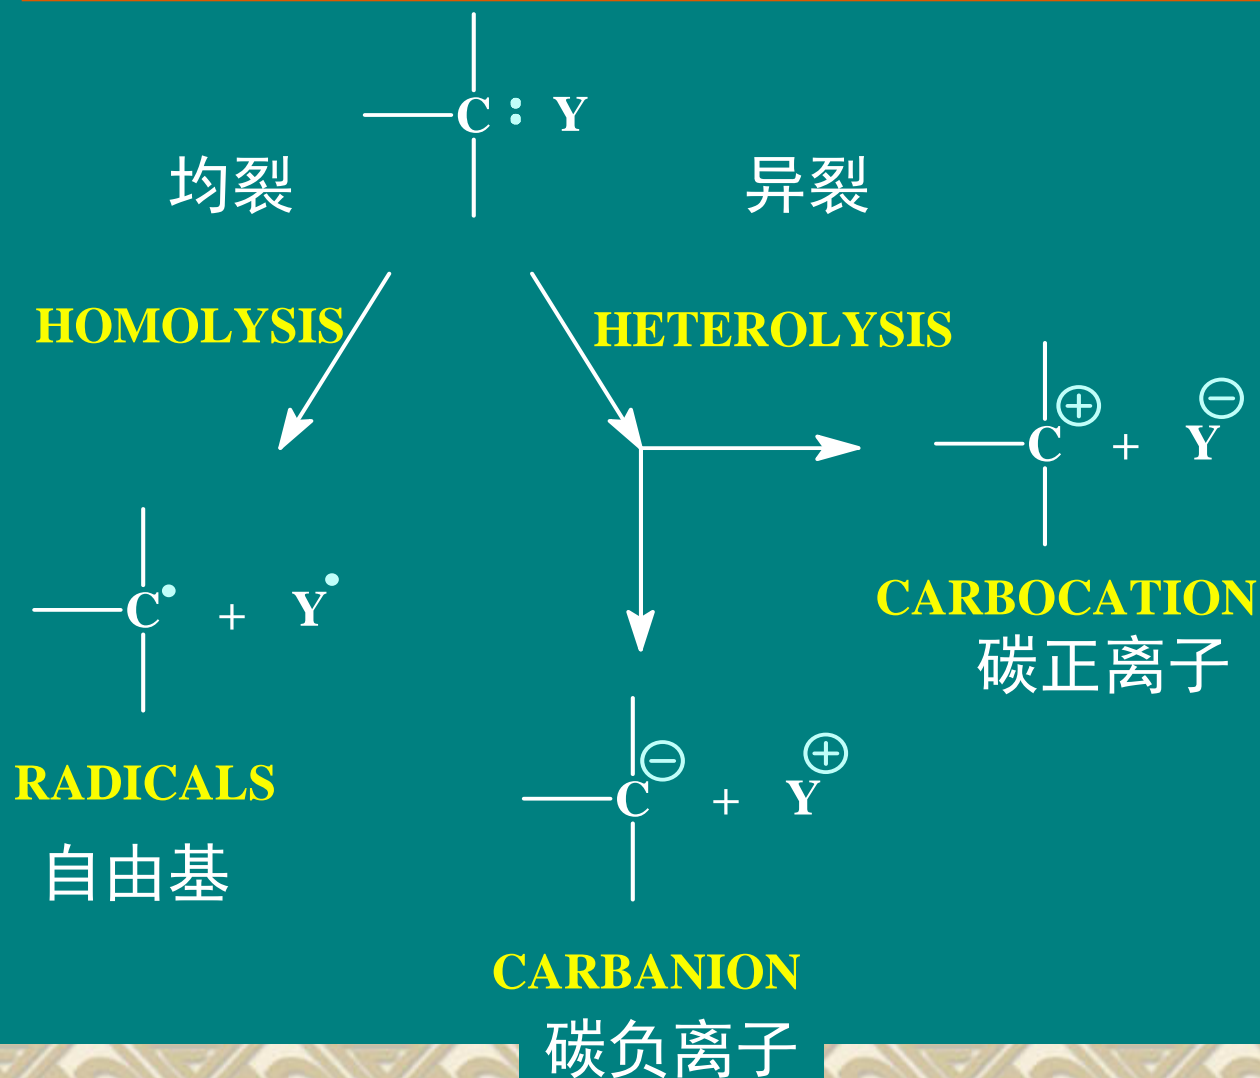 C : Y
均裂
异裂
HOMOLYSIS
HETEROLYSIS
C⊕ + Y⊖
CARBOCATION
碳正离子
C• + Y•
RADICALS
自由基
C⊖ + Y⊕
CARBANION
碳负离子